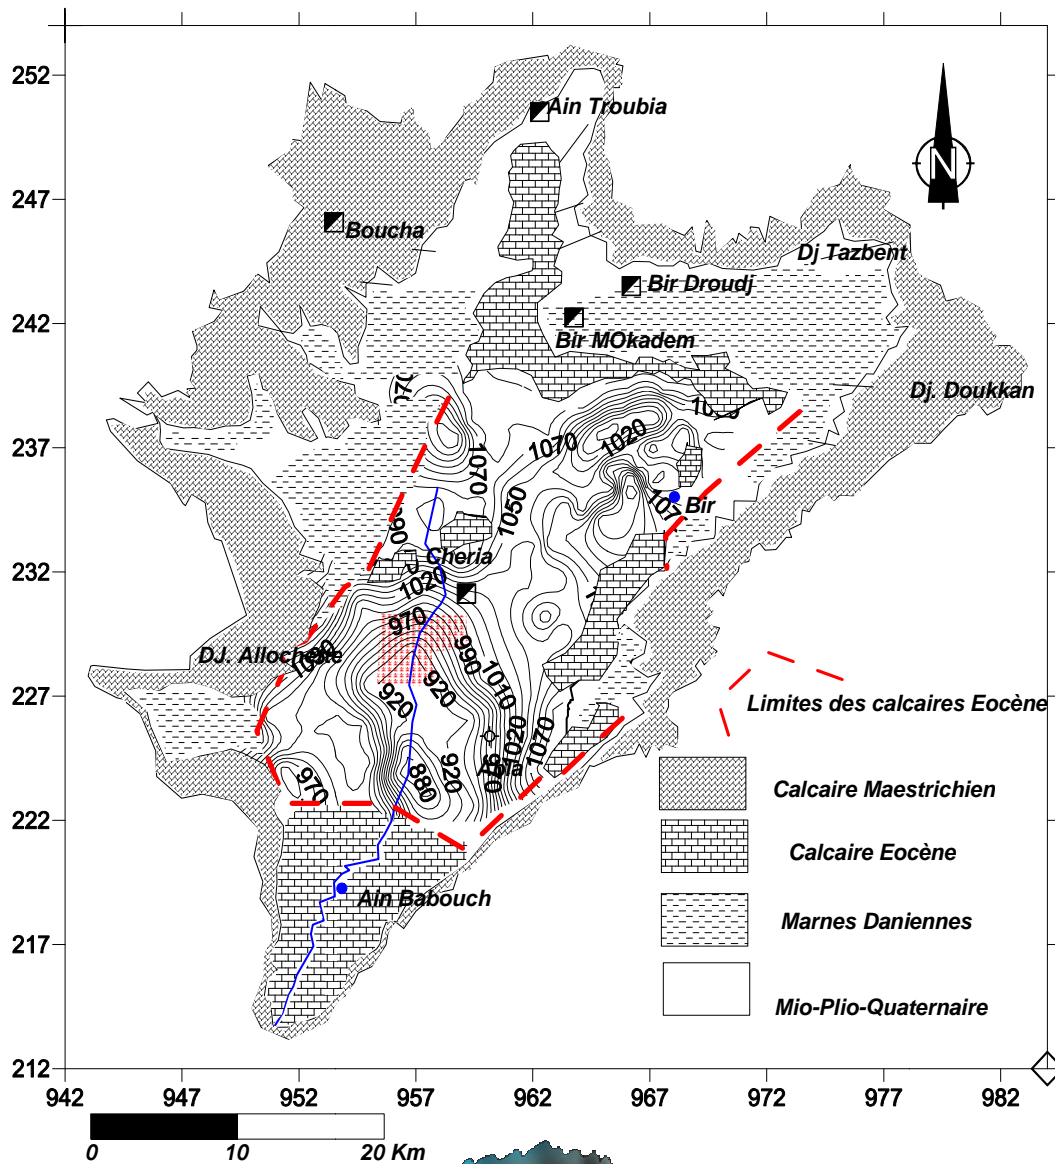 252
Ain Troubia
N
247
Boucha
Dj Tazbent
Bir Droudj
242
Bir MOkadem
Dj. Doukkan
237
1070
1020
1070
1050
Bir
Cheria
232
1020
970
990
DJ. Allochette
227
920
920
1010
Limites des calcaires Eocène
1020
1070
970
880
920
Calcaire Maestrichien
222
Calcaire Eocène
Ain Babouch
Marnes Daniennes
217
Mio-Plio-Quaternaire
212
942
947
952
957
962
967
972
977
982
0
10
20 Km